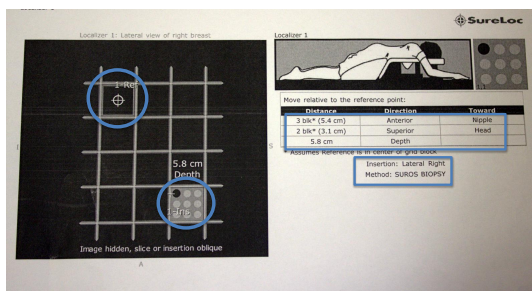 SureLoc
Localizer 1: Lateral view of right breast
1-Ref
I
S
5.8 cm
Depth
1-Ins
Image hidden, slice or insertion oblique
A
Localizer 1
Move relative to the reference point:
Distance Direction Toward
3 blk* (5.4 cm) Anterior Nipple
2 blk* (3.1 cm) Superior Head
5.8 cm Depth
* Assumes Reference is in center of grid block
Insertion: Lateral Right
Method: SUROS BIOPSY